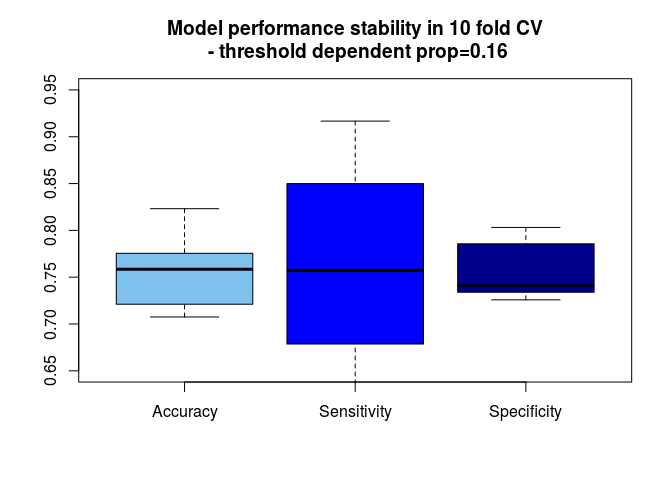 Model performance stability in 10 fold CV
- threshold dependent prop=0.16
0.95
0.90
0.85
0.80
0.75
0.70
0.65
Accuracy
Sensitivity
Specificity